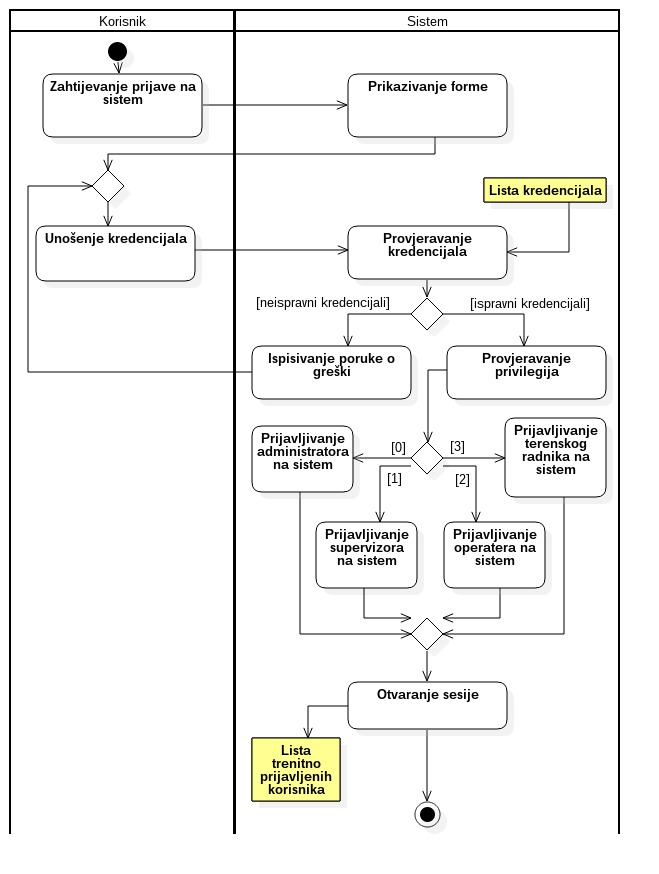 Korisnik
Sistem
Zahtijevanje prijave na
sistem
Prikazivanje forme
Lista kredencijala
Unošenje kredencijala
Provjeravanje
kredencijala
[neispravni kredencijali]
[ispravni kredencijali]
Ispisivanje poruke o
greški
Provjeravanje
privilegija
Prijavljivanje
administratora
na sistem
[0]
[3]
Prijavljivanje
terenskog
radnika na
sistem
[1]
[2]
Prijavljivanje
supervizora
na sistem
Prijavljivanje
operatera na
sistem
Otvaranje sesije
Lista
trenitno
prijavljenih
korisnika